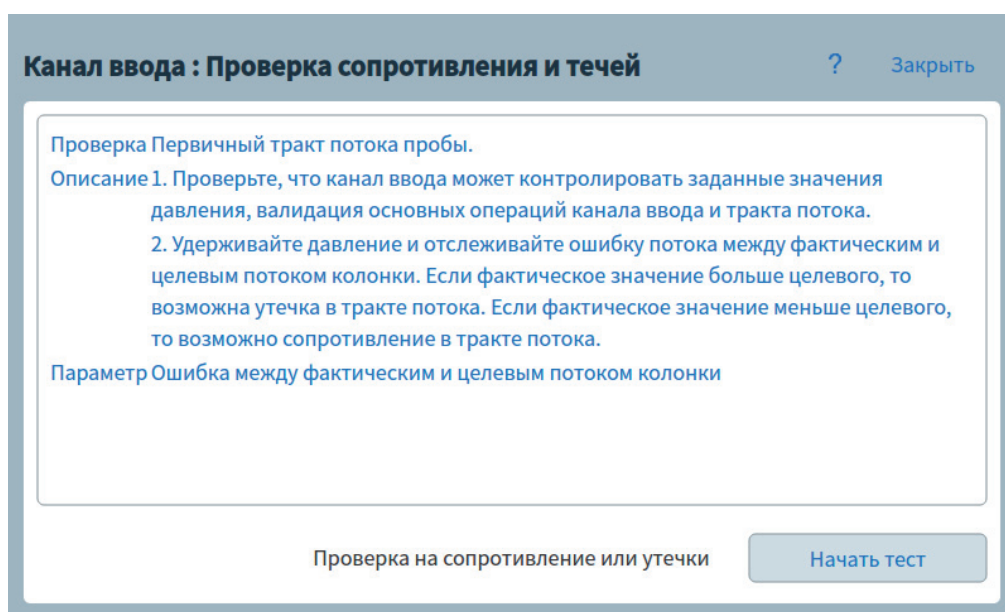 Канал ввода : Проверка сопротивления и течей ? Закрыть
Проверка Первичный тракт потока пробы.
Описание 1. Проверьте, что канал ввода может контролировать заданные значения
давления, валидация основных операций канала ввода и тракта потока.
2. Удерживайте давление и отслеживайте ошибку потока между фактическим и
целевым потоком колонки. Если фактическое значение больше целевого, то
возможна утечка в тракте потока. Если фактическое значение меньше целевого,
то возможно сопротивление в тракте потока.
Параметр Ошибка между фактическим и целевым потоком колонки
Проверка на сопротивление или утечки Начать тест